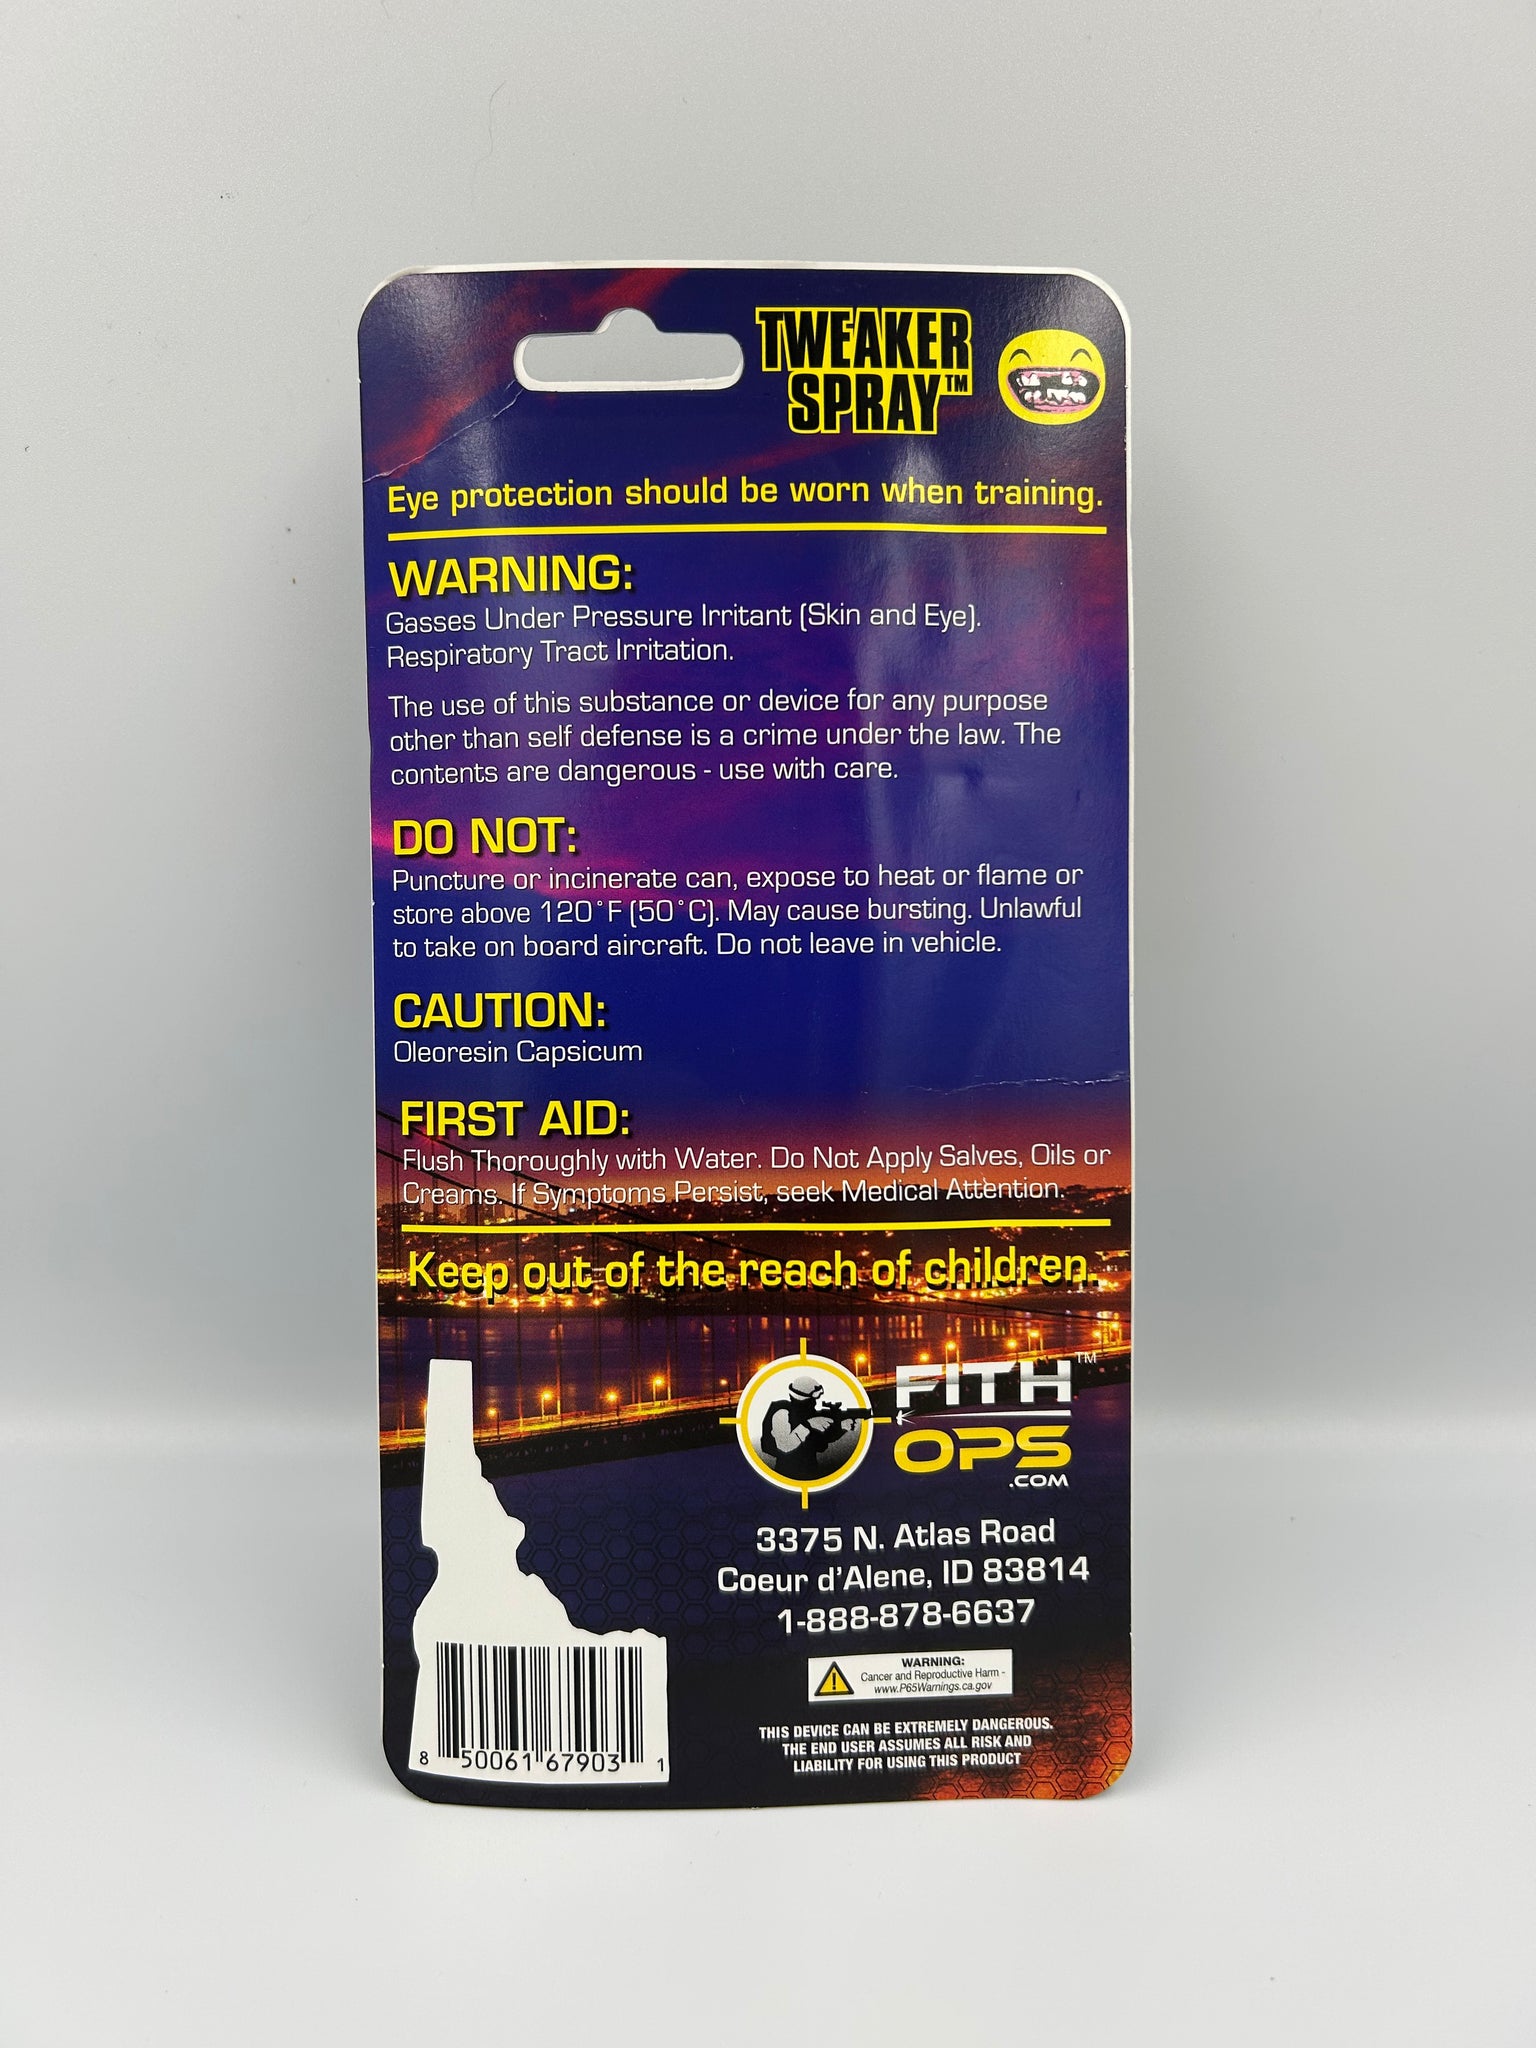 TWEAKER
SPRAY™
Eye protection should be worn when training.
WARNING:
Gasses Under Pressure Irritant (Skin and Eye).
Respiratory Tract Irritation.
The use of this substance or device for any purpose
other than self defense is a crime under the law. The
contents are dangerous - use with care.
DO NOT:
Puncture or incinerate can, expose to heat or flame or
store above 120°F (50°C). May cause bursting. Unlawful
to take on board aircraft. Do not leave in vehicle.
CAUTION:
Oleoresin Capsicum
FIRST AID:
Flush Thoroughly with Water. Do Not Apply Salves, Oils or
Creams. If Symptoms Persist, seek Medical Attention.
Keep out of the reach of children.
FITH™
OPS
.COM
3375 N. Atlas Road
Coeur d'Alene, ID 83814
1-888-878-6637
WARNING:
Cancer and Reproductive Harm -
www.P65Warnings.ca.gov
THIS DEVICE CAN BE EXTREMELY DANGEROUS.
THE END USER ASSUMES ALL RISK AND
LIABILITY FOR USING THIS PRODUCT
8 50061 67903 1